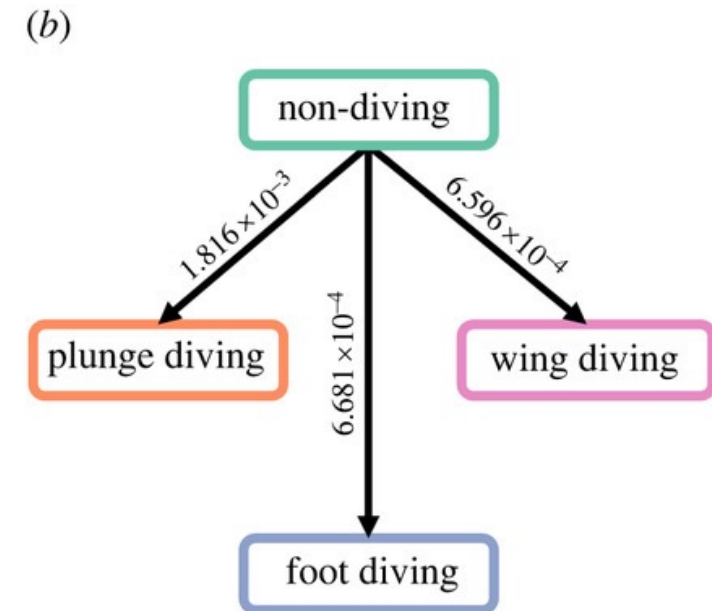 (b)
non-diving
1.816×10⁻³
6.596×10⁻⁴
6.681×10⁻⁴
plunge diving
wing diving
foot diving